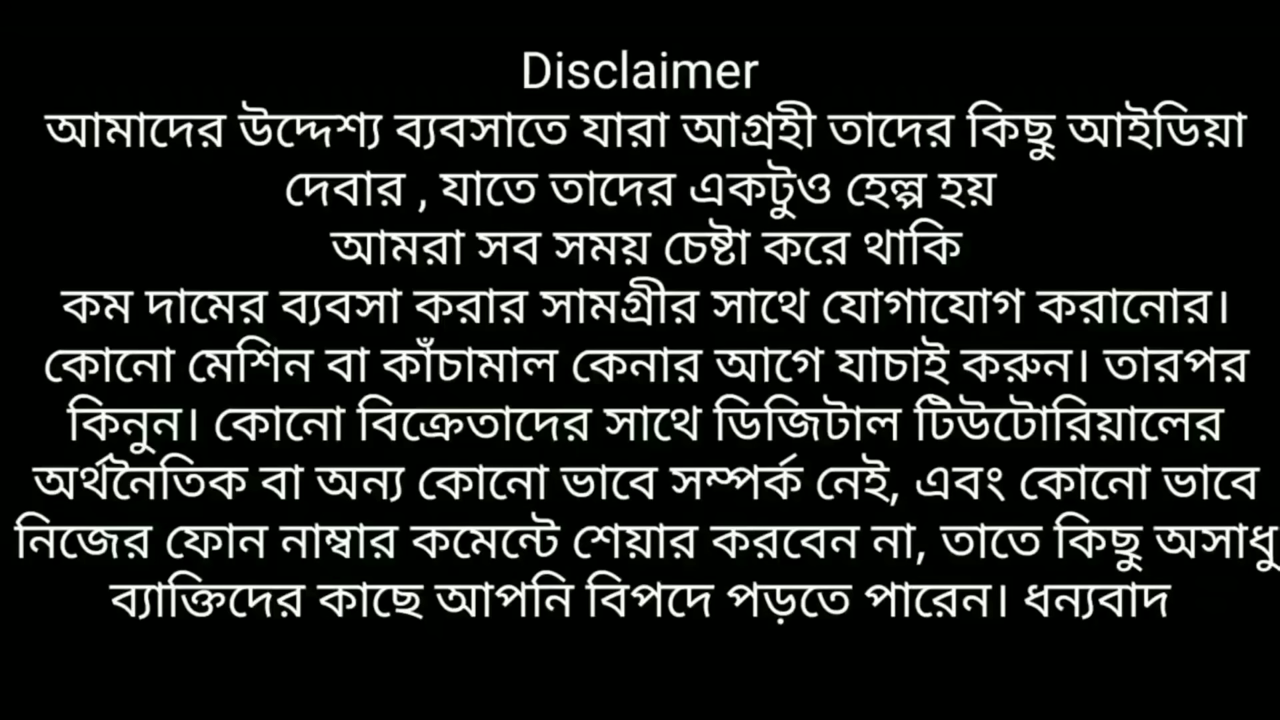 Disclaimer
আমাদের উদ্দেশ্য ব্যবসাতে যারা আগ্রহী তাদের কিছু আইডিয়া
দেবার , যাতে তাদের একটুও হেল্প হয়
আমরা সব সময় চেষ্টা করে থাকি
কম দামের ব্যবসা করার সামগ্রীর সাথে যোগাযোগ করানোর।
কোনো মেশিন বা কাঁচামাল কেনার আগে যাচাই করুন। তারপর
কিনুন। কোনো বিক্রেতাদের সাথে ডিজিটাল টিউটোরিয়ালের
অর্থনৈতিক বা অন্য কোনো ভাবে সম্পর্ক নেই, এবং কোনো ভাবে
নিজের ফোন নাম্বার কমেন্টে শেয়ার করবেন না, তাতে কিছু অসাধু
ব্যাক্তিদের কাছে আপনি বিপদে পড়তে পারেন। ধন্যবাদ